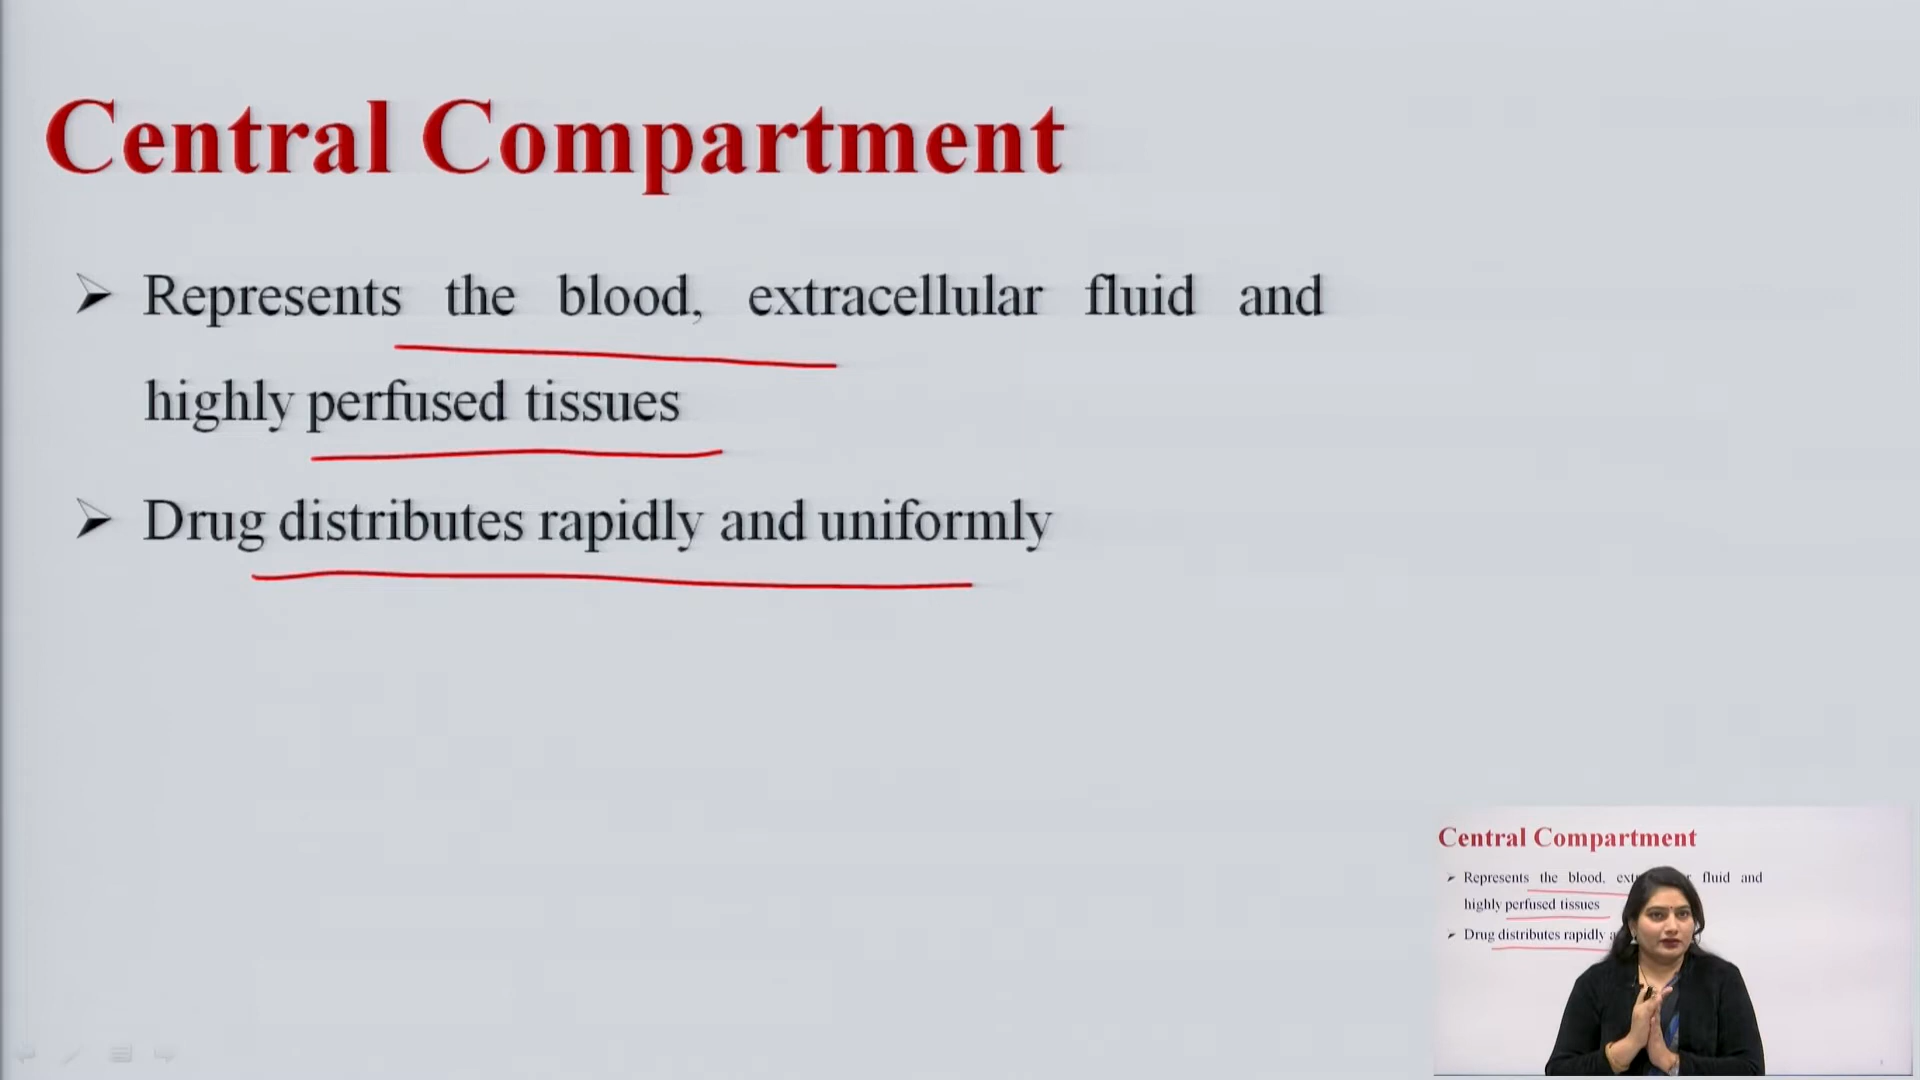 Central Compartment
➢ Represents the blood, extracellular fluid and
highly perfused tissues
➢ Drug distributes rapidly and uniformly
Central Compartment
➢ Represents the blood, fluid and
highly perfused tissues
➢ Drug distributes rapidly